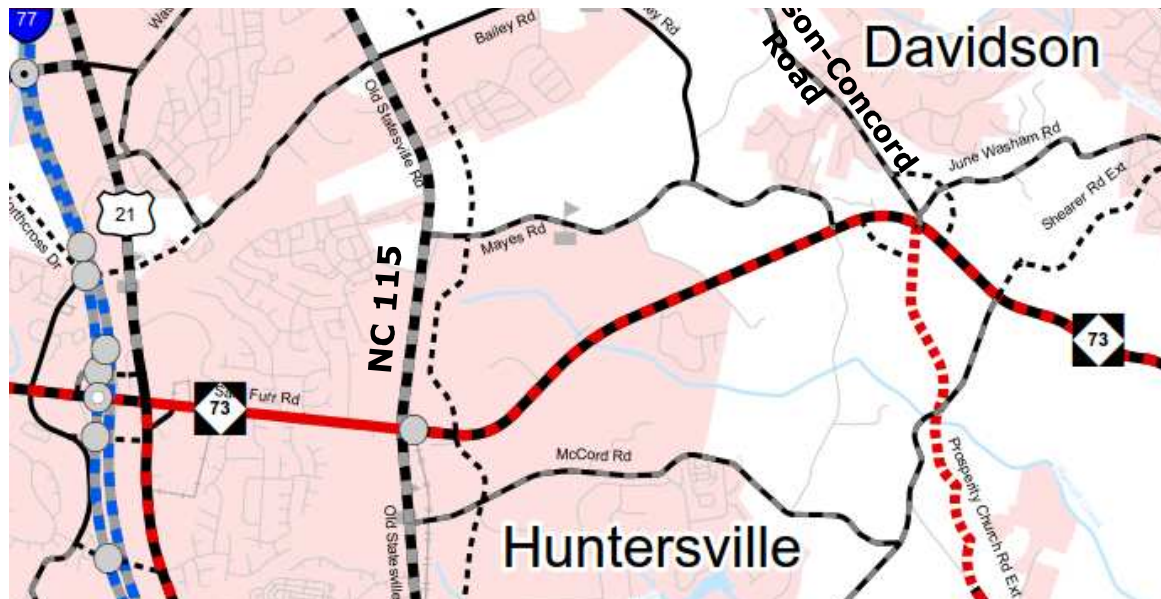 77
Bailey Rd
Davidson
son-Concord
Road
Old Statesville Rd
June Washam Rd
Shearer Rd Ext
21
Mayes Rd
NC 115
73
Furr Rd
73
McCord Rd
Prosperity Church Rd Ext
Old Statesville
Huntersville